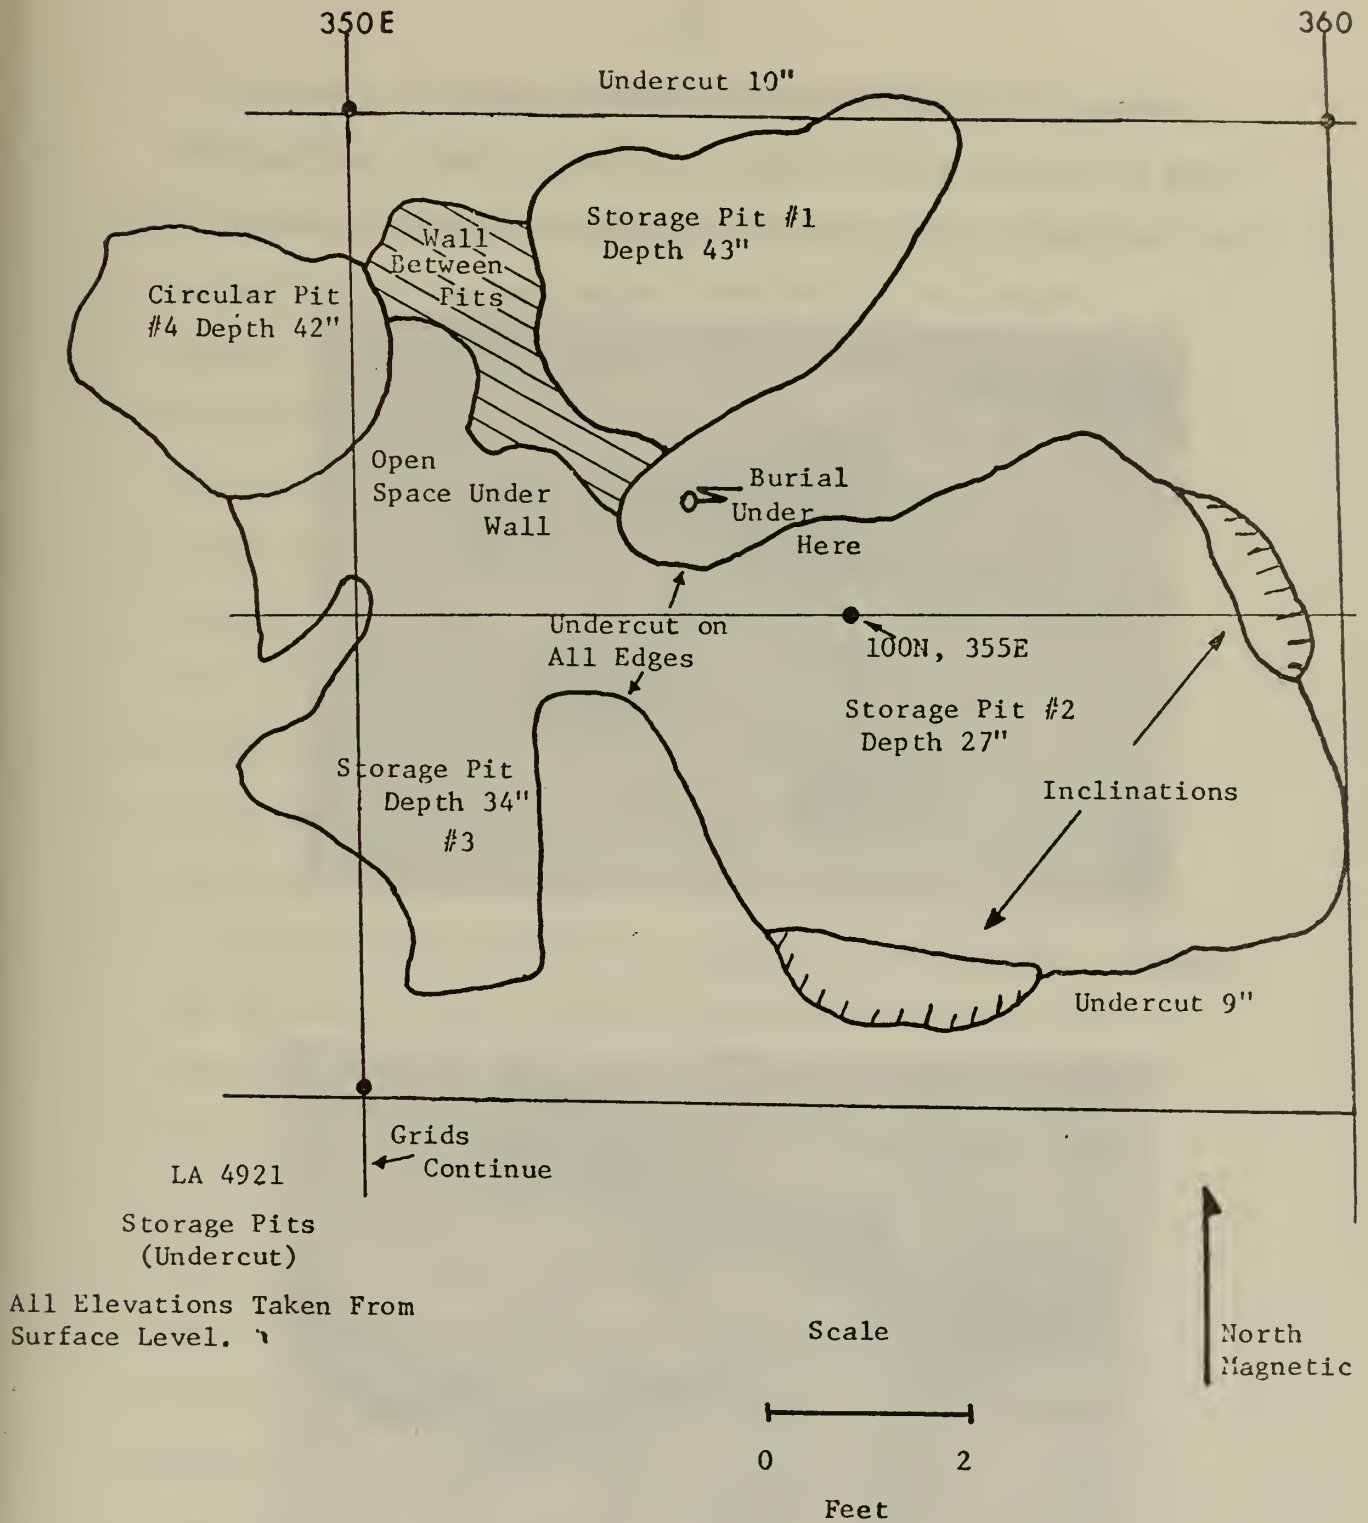 350E
360
Undercut 10"
Storage Pit #1
Depth 43"
Wall
Between
Pits
Circular Pit
#4 Depth 42"
Open
Space Under
Wall
Burial
Under
Here
Undercut on
All Edges
100N, 355E
Storage Pit #2
Depth 27"
Storage Pit
Depth 34"
#3
Inclinations
Undercut 9"
Grids
Continue
LA 4921
Storage Pits
(Undercut)
All Elevations Taken From
Surface Level.
Scale
0 2
Feet
North
Magnetic